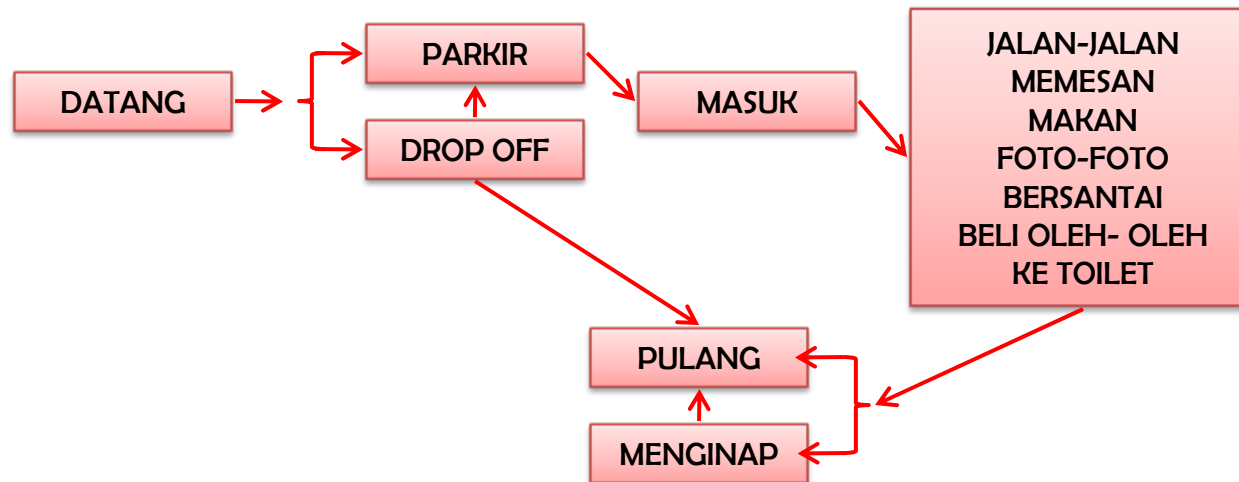 DATANG
PARKIR
DROP OFF
MASUK
JALAN-JALAN
MEMESAN
MAKAN
FOTO-FOTO
BERSANTAI
BELI OLEH- OLEH
KE TOILET
PULANG
MENGINAP